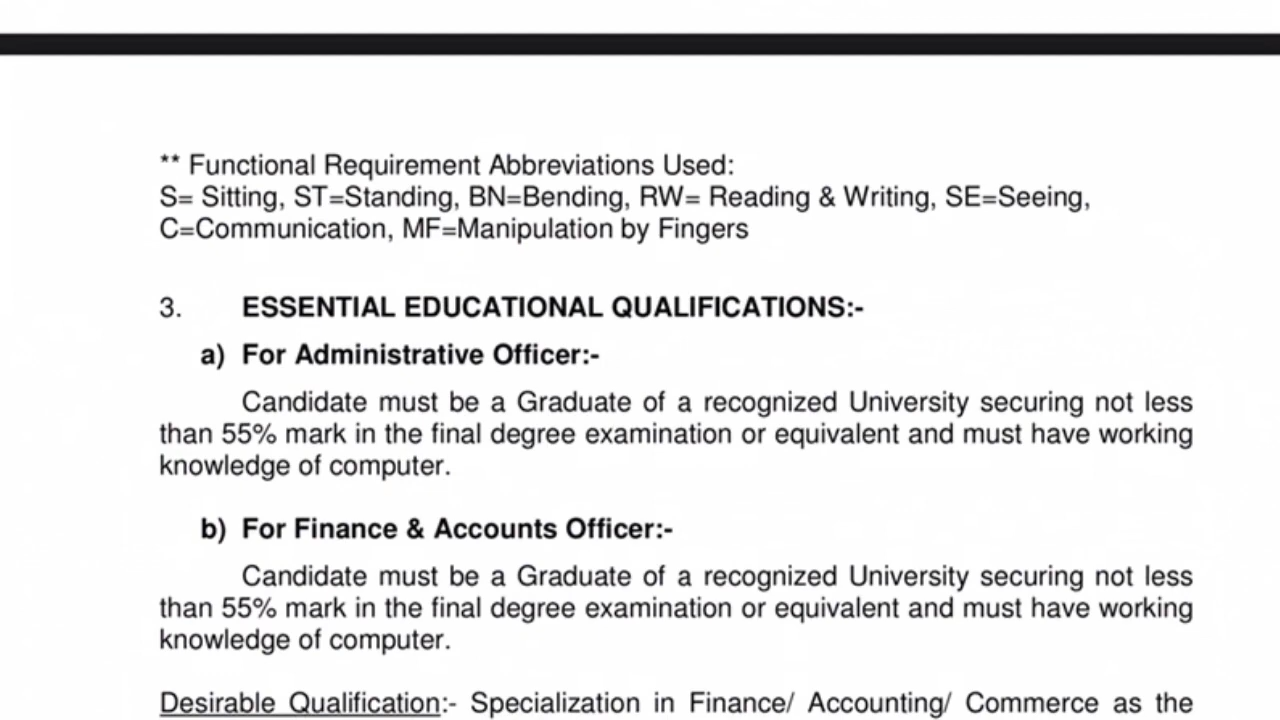 ** Functional Requirement Abbreviations Used:
S= Sitting, ST=Standing, BN=Bending, RW= Reading & Writing, SE=Seeing,
C=Communication, MF=Manipulation by Fingers
3. ESSENTIAL EDUCATIONAL QUALIFICATIONS:-
a) For Administrative Officer:-
Candidate must be a Graduate of a recognized University securing not less
than 55% mark in the final degree examination or equivalent and must have working
knowledge of computer.
b) For Finance & Accounts Officer:-
Candidate must be a Graduate of a recognized University securing not less
than 55% mark in the final degree examination or equivalent and must have working
knowledge of computer.
Desirable Qualification:- Specialization in Finance/ Accounting/ Commerce as the